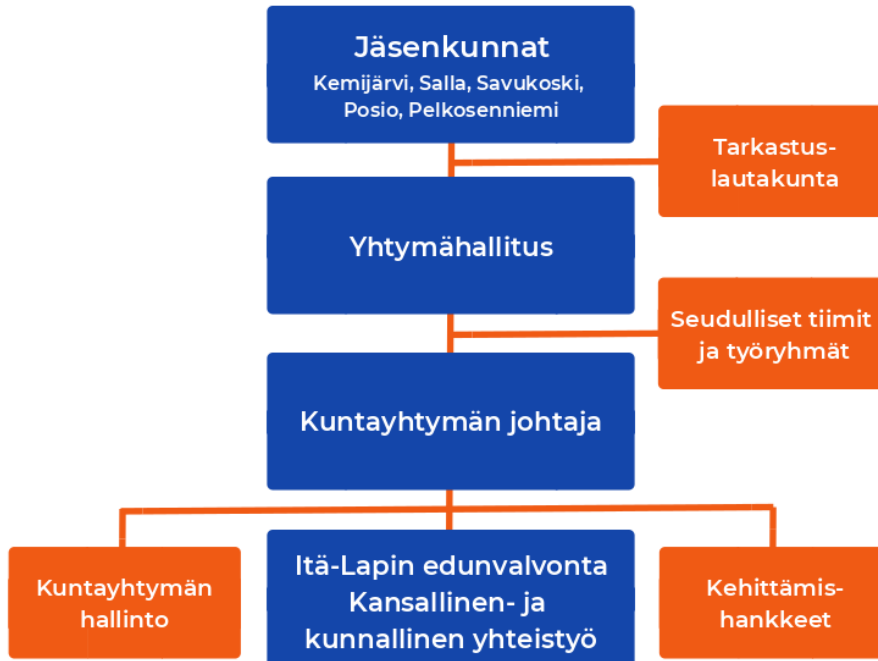 Jäsenkunnat
Kemijärvi, Salla, Savukoski,
Posio, Pelkosenniemi
Tarkastus-
lautakunta
Yhtymähallitus
Seudulliset tiimit
ja työryhmät
Kuntayhtymän johtaja
Kuntayhtymän
hallinto
Itä-Lapin edunvalvonta
Kansallinen- ja
kunnallinen yhteistyö
Kehittämis-
hankkeet